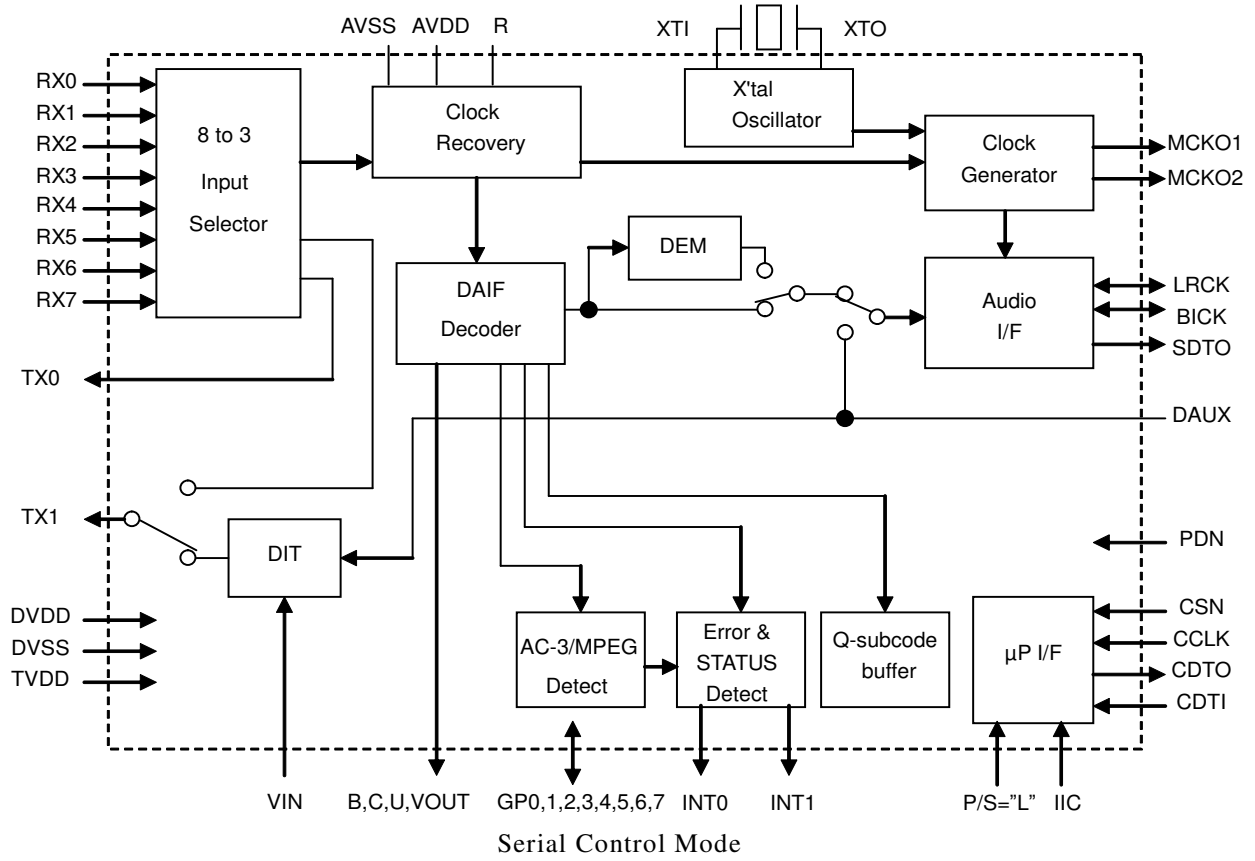 AVSS AVDD R
XTI XTO
RX0
RX1
RX2
RX3
RX4
RX5
RX6
RX7
8 to 3
Input
Selector
Clock
Recovery
X'tal
Oscillator
Clock
Generator
MCKO1
MCKO2
DEM
DAIF
Decoder
Audio
I/F
LRCK
BICK
SDTO
TX0
DAUX
TX1
DIT
PDN
DVDD
DVSS
TVDD
AC-3/MPEG
Detect
Error &
STATUS
Detect
Q-subcode
buffer
µP I/F
CSN
CCLK
CDTO
CDTI
VIN
B,C,U,VOUT
GP0,1,2,3,4,5,6,7
INT0
INT1
P/S=”L”
IIC
Serial Control Mode